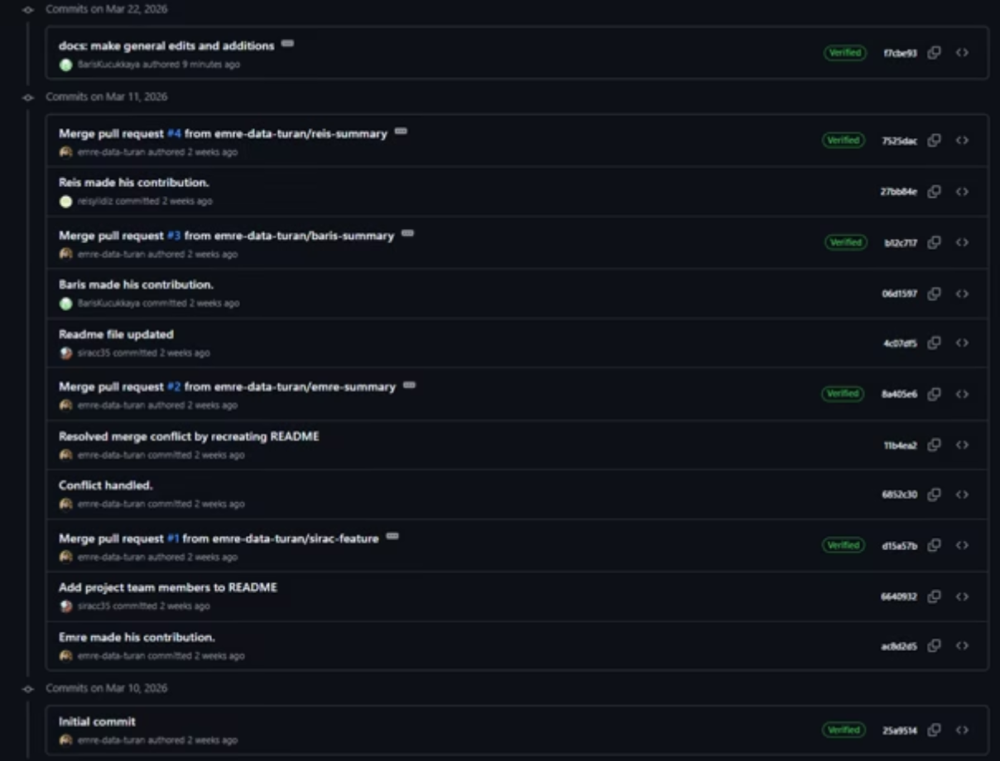 Commits on Mar 22, 2026
docs: make general edits and additions
BarisKucukkaya authored 9 minutes ago
Verified f7cbe93
Commits on Mar 11, 2026
Merge pull request #4 from emre-data-turan/reis-summary
emre-data-turan authored 2 weeks ago
Verified 7525dac
Reis made his contribution.
reisyildiz committed 2 weeks ago
27bb84e
Merge pull request #3 from emre-data-turan/baris-summary
emre-data-turan authored 2 weeks ago
Verified b12c717
Baris made his contribution.
BarisKucukkaya committed 2 weeks ago
06d1597
Readme file updated
siracc35 committed 2 weeks ago
4c07df5
Merge pull request #2 from emre-data-turan/emre-summary
emre-data-turan authored 2 weeks ago
Verified 8a405e6
Resolved merge conflict by recreating README
emre-data-turan committed 2 weeks ago
11b4ea2
Conflict handled.
emre-data-turan committed 2 weeks ago
6852c30
Merge pull request #1 from emre-data-turan/sirac-feature
emre-data-turan authored 2 weeks ago
Verified d15a57b
Add project team members to README
siracc35 committed 2 weeks ago
6640932
Emre made his contribution.
emre-data-turan committed 2 weeks ago
ac8d2d5
Commits on Mar 10, 2026
Initial commit
emre-data-turan authored 2 weeks ago
Verified 25a9514